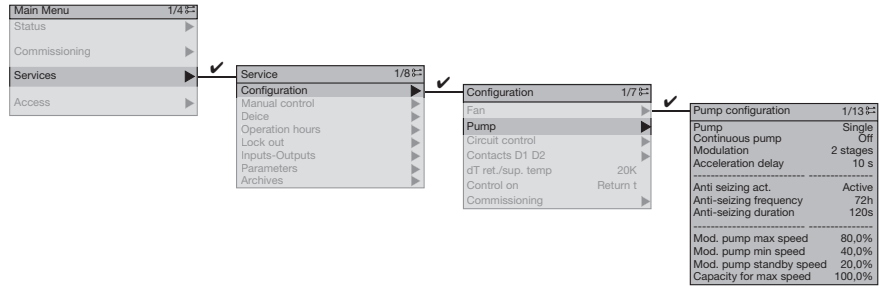 Main Menu 1/4
Status
Commissioning
Services
Access
Service 1/8
Configuration
Manual control
Deice
Operation hours
Lock out
Inputs-Outputs
Parameters
Archives
Configuration 1/7
Fan
Pump
Circuit control
Contacts D1 D2
dT ret./sup. temp 20K
Control on Return t
Commissioning
Pump configuration 1/13
Pump Single
Continuous pump Off
Modulation 2 stages
Acceleration delay 10 s
Anti seizing act. Active
Anti-seizing frequency 72h
Anti-seizing duration 120s
Mod. pump max speed 80,0%
Mod. pump min speed 40,0%
Mod. pump standby speed 20,0%
Capacity for max speed 100,0%